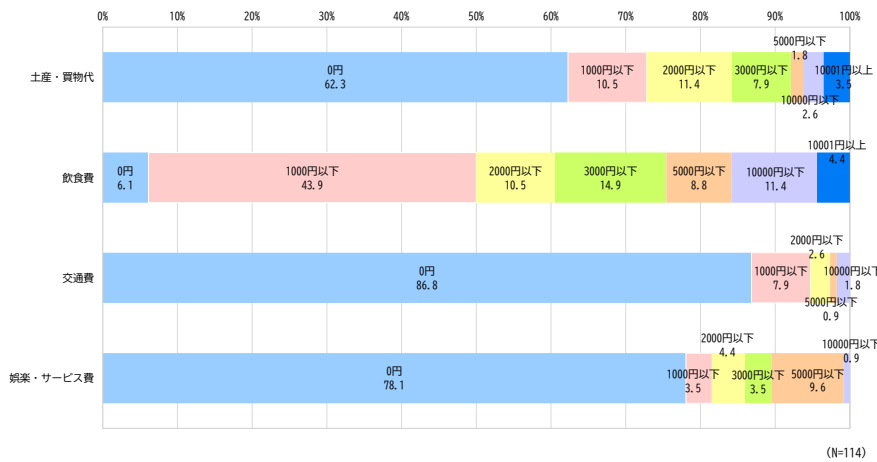 0%
10%
20%
30%
40%
50%
60%
70%
80%
90%
100%
土産・買物代
0円
62.3
1000円以下
10.5
2000円以下
11.4
3000円以下
7.9
5000円以下
1.8
10000円以下
2.6
10001円以上
3.5
飲食費
0円
6.1
1000円以下
43.9
2000円以下
10.5
3000円以下
14.9
5000円以下
8.8
10000円以下
11.4
10001円以上
4.4
交通費
0円
86.8
1000円以下
7.9
2000円以下
2.6
5000円以下
0.9
10000円以下
1.8
娯楽・サービス費
0円
78.1
1000円以下
3.5
2000円以下
4.4
3000円以下
3.5
5000円以下
9.6
10000円以下
0.9
(N=114)